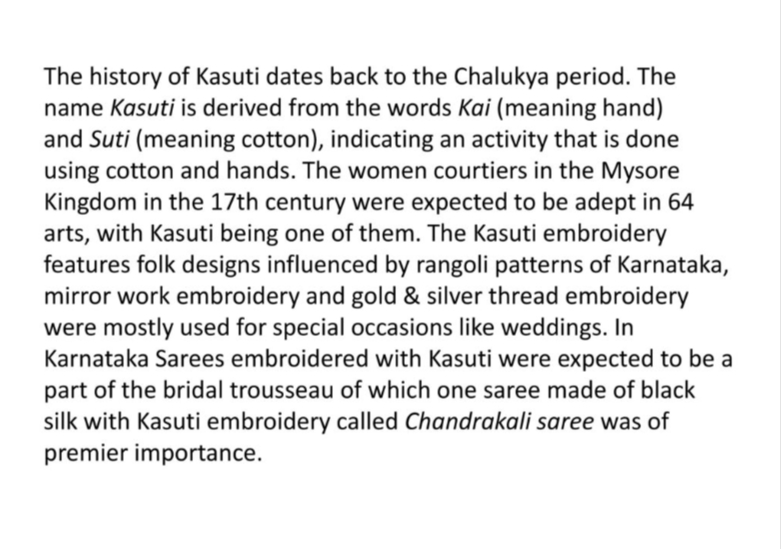 The history of Kasuti dates back to the Chalukya period. The
name Kasuti is derived from the words Kai (meaning hand)
and Suti (meaning cotton), indicating an activity that is done
using cotton and hands. The women courtiers in the Mysore
Kingdom in the 17th century were expected to be adept in 64
arts, with Kasuti being one of them. The Kasuti embroidery
features folk designs influenced by rangoli patterns of Karnataka,
mirror work embroidery and gold & silver thread embroidery
were mostly used for special occasions like weddings. In
Karnataka Sarees embroidered with Kasuti were expected to be a
part of the bridal trousseau of which one saree made of black
silk with Kasuti embroidery called Chandrakali saree was of
premier importance.